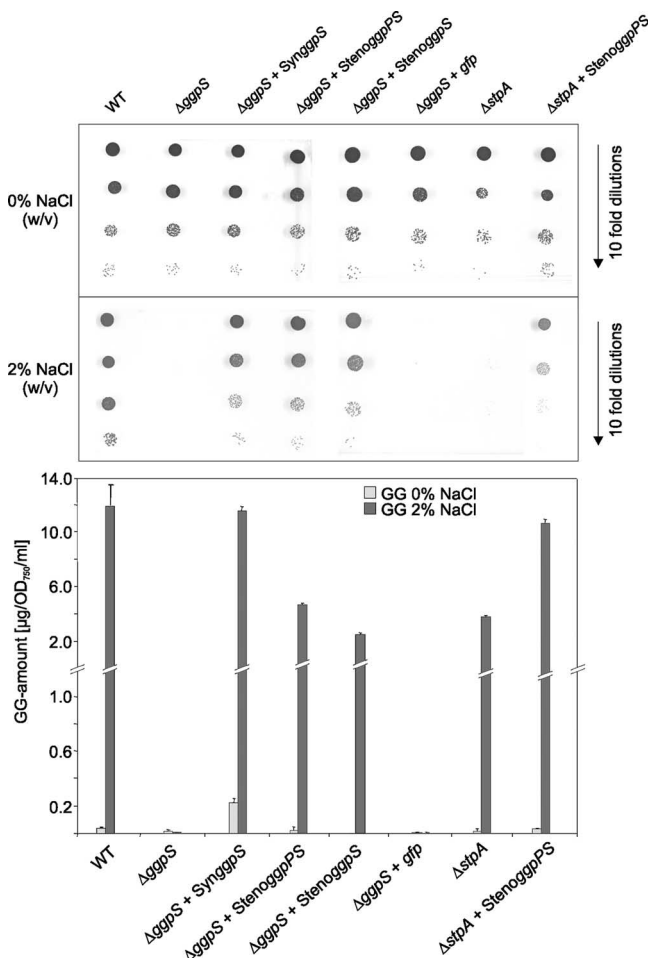 WT ΔggpS ΔggpS + SynggpS ΔggpS + StenoggpPS ΔggpS + StenoggpS ΔggpS + gfp ΔstpA ΔstpA + StenoggpPS
0% NaCl
(w/v)
10 fold dilutions
2% NaCl
(w/v)
10 fold dilutions
GG-amount [µg/OD750/ml]
14.0
10.0
6.0
2.0
1.0
0.6
0.2
GG 0% NaCl
GG 2% NaCl
WT ΔggpS ΔggpS + SynggpS ΔggpS + StenoggpPS ΔggpS + StenoggpS ΔggpS + gfp ΔstpA ΔstpA + StenoggpPS